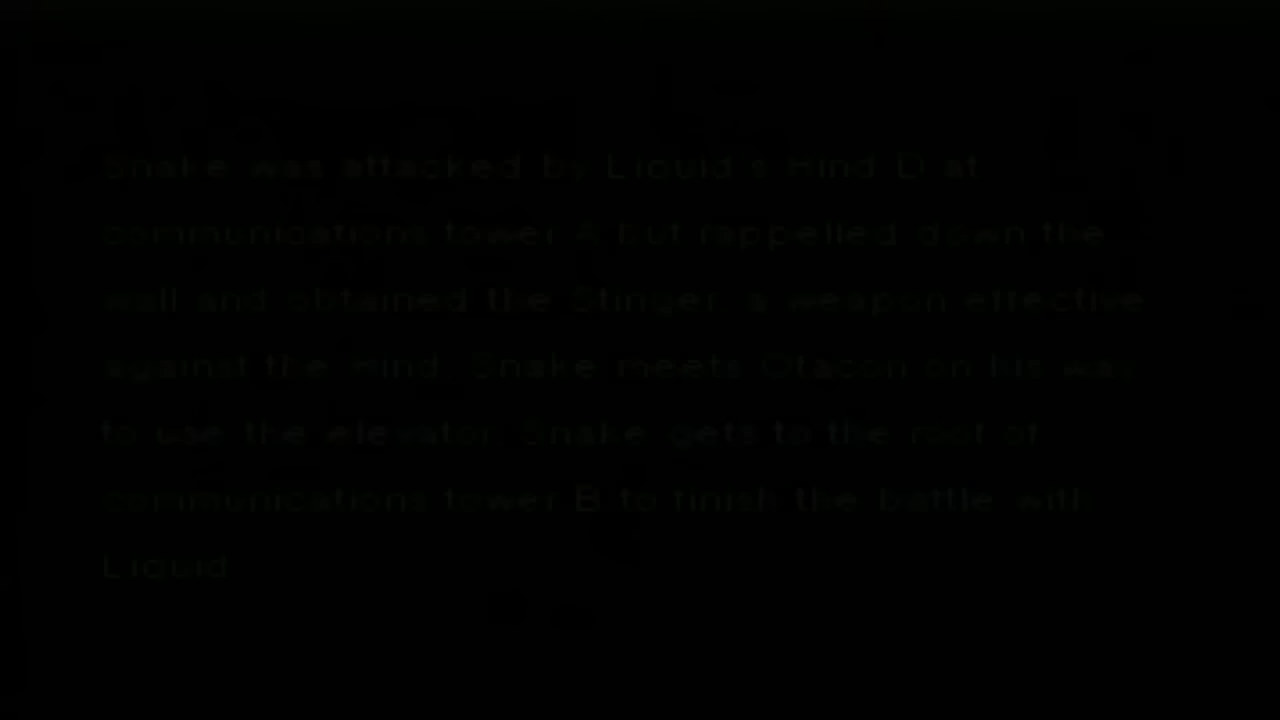 Snake was attacked by Liquid's Hind D at
communications tower A but rappelled down the
wall and obtained the Stinger, a weapon effective
against the Hind. Snake meets Otacon on his way
to use the elevator. Snake gets to the roof of
communications tower B to finish the battle with
Liquid.